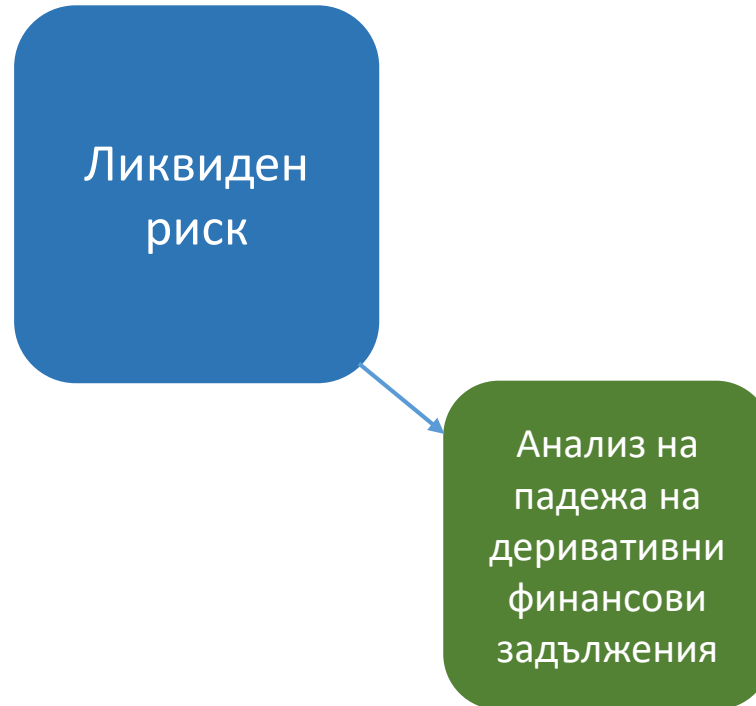 Ликвиден
риск
Анализ на
падежа на
деривативни
финансови
задължения